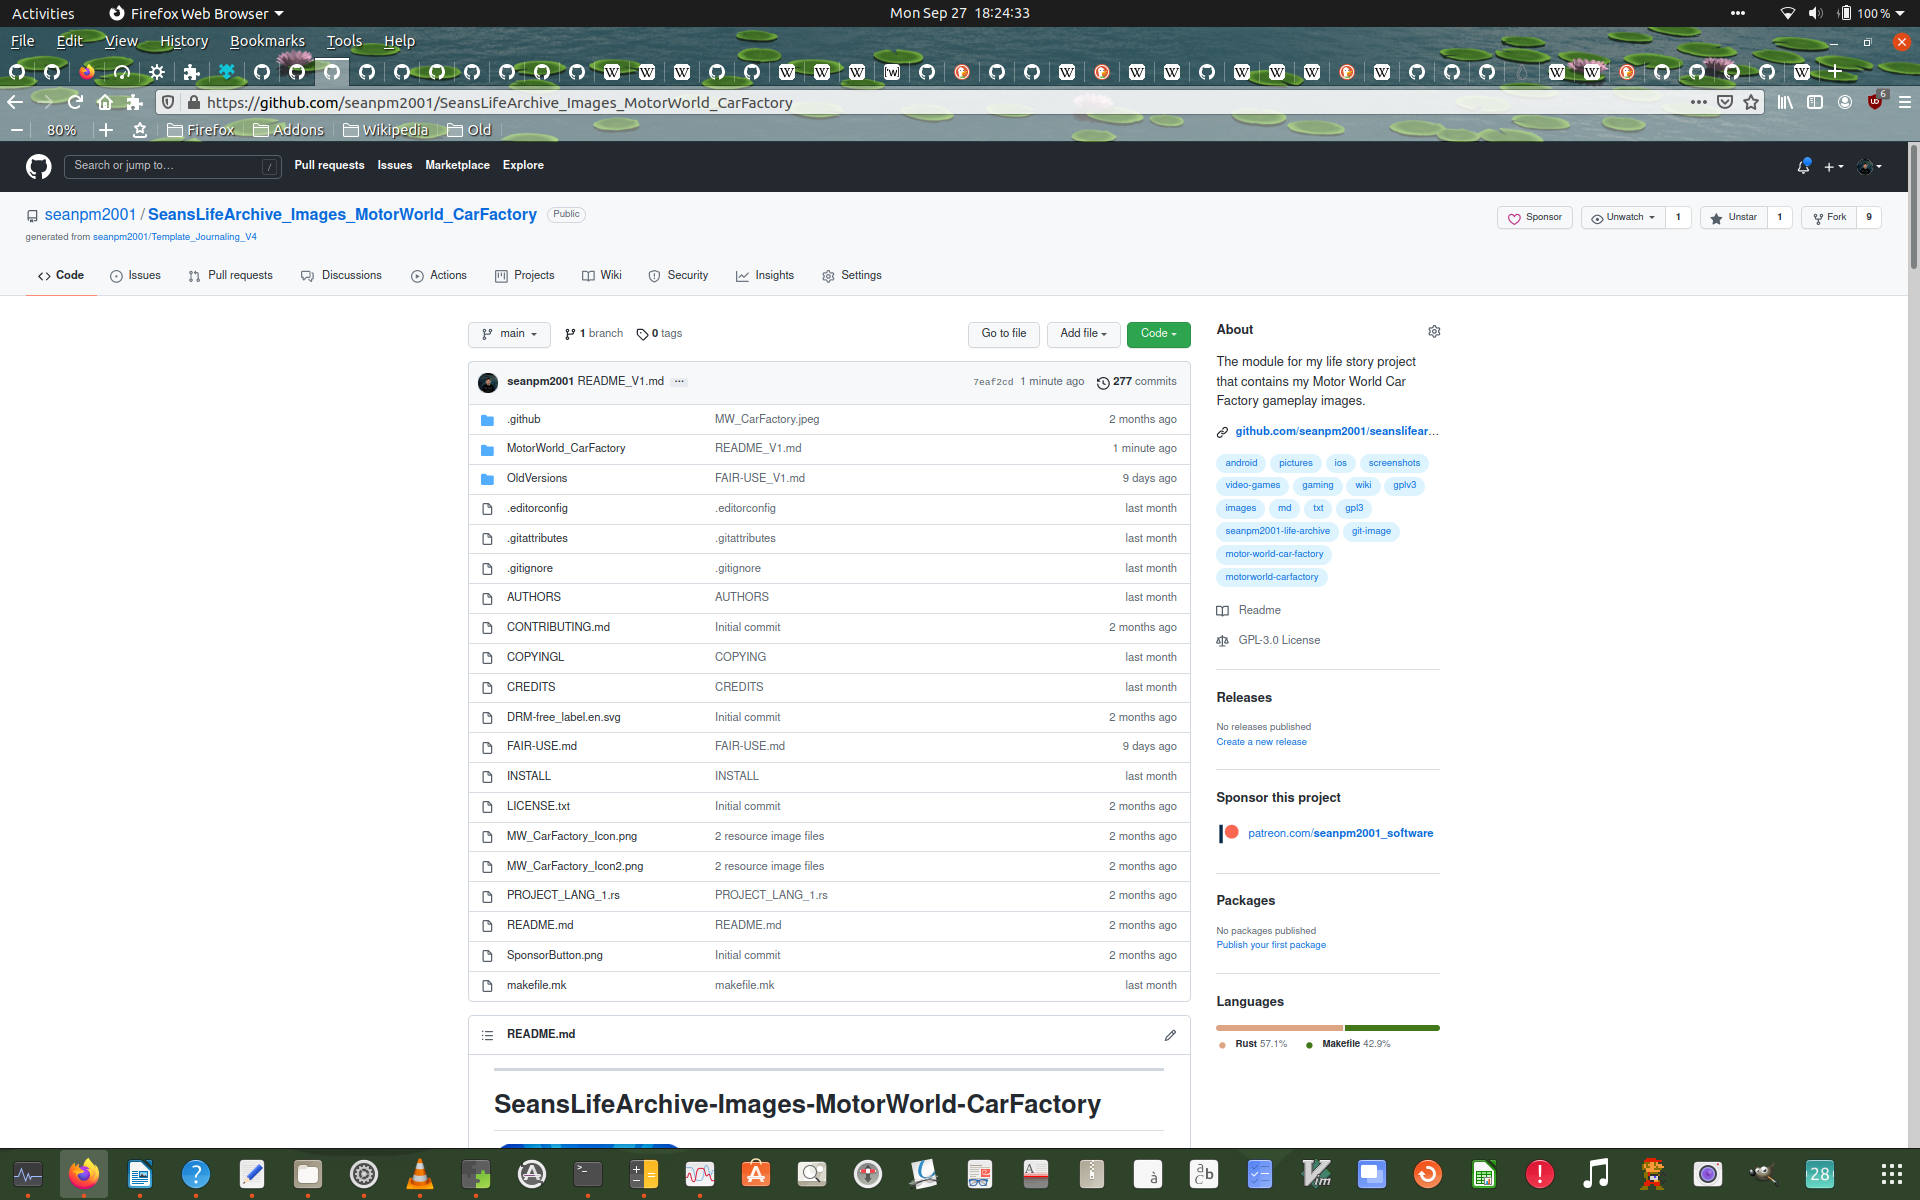 Activities Firefox Web Browser Mon Sep 27 18:24:33 100 %
File Edit View History Bookmarks Tools Help
https://github.com/seanpm2001/SeansLifeArchive_Images_MotorWorld_CarFactory 6
80% Firefox Addons Wikipedia Old
Search or jump to… / Pull requests Issues Marketplace Explore
seanpm2001 / SeansLifeArchive_Images_MotorWorld_CarFactory Public
Sponsor Unwatch 1 Unstar 1 Fork 9
generated from seanpm2001/Template_Journaling_V4
Code Issues Pull requests Discussions Actions Projects Wiki Security Insights Settings
main 1 branch 0 tags Go to file Add file Code
seanpm2001 README_V1.md ... 7eaf2cd 1 minute ago 277 commits
.github MW_CarFactory.jpeg 2 months ago
MotorWorld_CarFactory README_V1.md 1 minute ago
OldVersions FAIR-USE_V1.md 9 days ago
.editorconfig .editorconfig last month
.gitattributes .gitattributes last month
.gitignore .gitignore last month
AUTHORS AUTHORS last month
CONTRIBUTING.md Initial commit 2 months ago
COPYINGL COPYING last month
CREDITS CREDITS last month
DRM-free_label.en.svg Initial commit 2 months ago
FAIR-USE.md FAIR-USE.md 9 days ago
INSTALL INSTALL last month
LICENSE.txt Initial commit 2 months ago
MW_CarFactory_Icon.png 2 resource image files 2 months ago
MW_CarFactory_Icon2.png 2 resource image files 2 months ago
PROJECT_LANG_1.rs PROJECT_LANG_1.rs 2 months ago
README.md README.md 2 months ago
SponsorButton.png Initial commit 2 months ago
makefile.mk makefile.mk last month
README.md
SeansLifeArchive-Images-MotorWorld-CarFactory
About
The module for my life story project
that contains my Motor World Car
Factory gameplay images.
github.com/seanpm2001/seanslifear...
android pictures ios screenshots
video-games gaming wiki gplv3
images md txt gpl3
seanpm2001-life-archive git-image
motor-world-car-factory
motorworld-carfactory
Readme
GPL-3.0 License
Releases
No releases published
Create a new release
Sponsor this project
patreon.com/seanpm2001_software
Packages
No packages published
Publish your first package
Languages
Rust 57.1% Makefile 42.9%
28